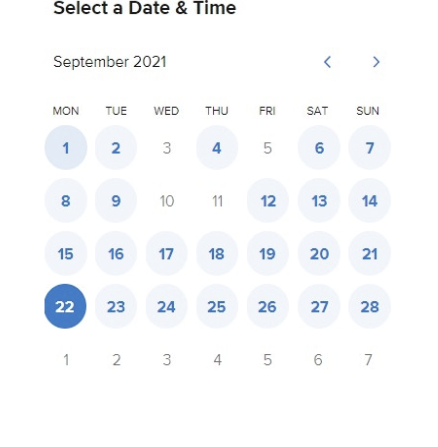 Select a Date & Time
September 2021
MON TUE WED THU FRI SAT SUN
1 2 3 4 5 6 7
8 9 10 11 12 13 14
15 16 17 18 19 20 21
22 23 24 25 26 27 28
1 2 3 4 5 6 7